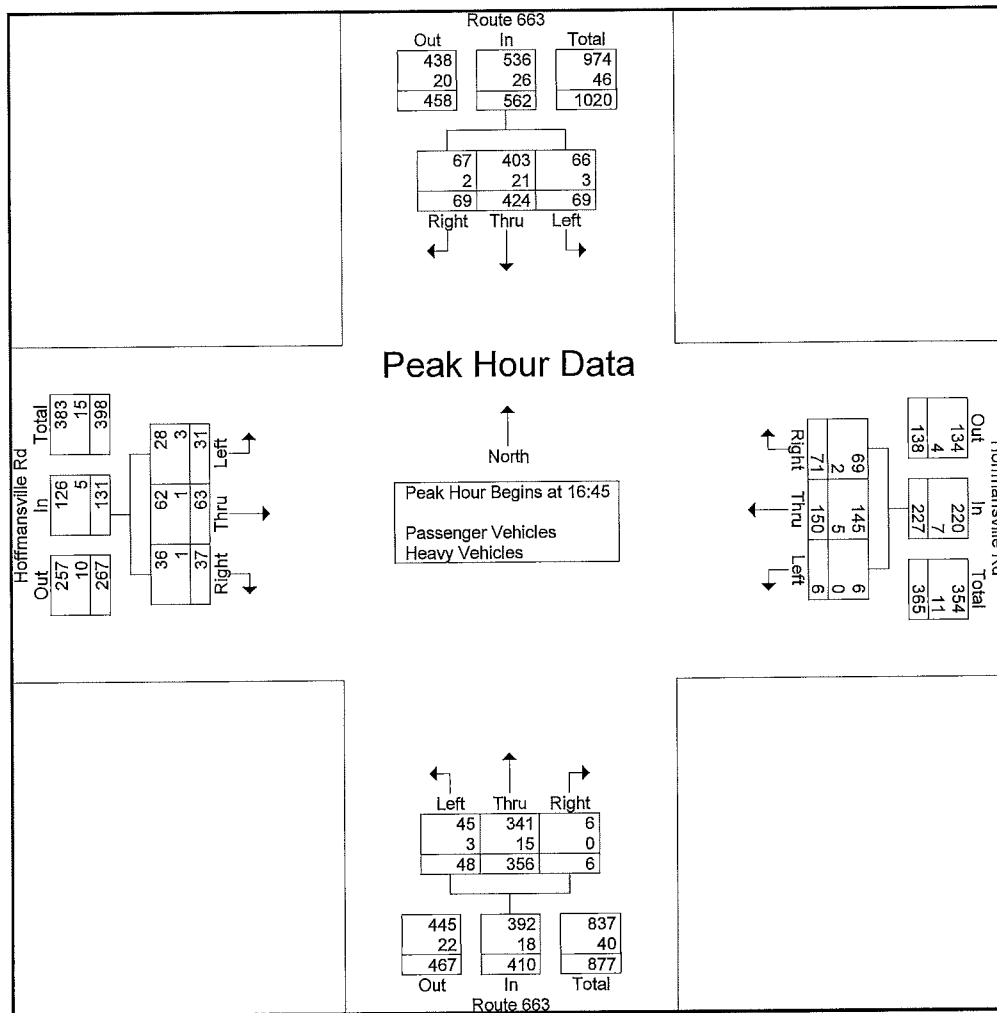 Route 663
Out In Total
438 536 974
20 26 46
458 562 1020
67 403 66
2 21 3
69 424 69
Right Thru Left
Peak Hour Data
North
Peak Hour Begins at 16:45
Passenger Vehicles
Heavy Vehicles
Hoffmansville Rd
Total
383 15 398
In
126 5 131
Out
257 10 267
Left
28 3 31
Thru
62 1 63
Right
36 1 37
Right
69 2 71
Thru
145 5 150
Left
6 0 6
Out
134 4 138
In
220 7 227
Total
354 11 365
Hoffmansville Rd
Left Thru Right
45 341 6
3 15 0
48 356 6
445 392 837
22 18 40
467 410 877
Out In Total
Route 663